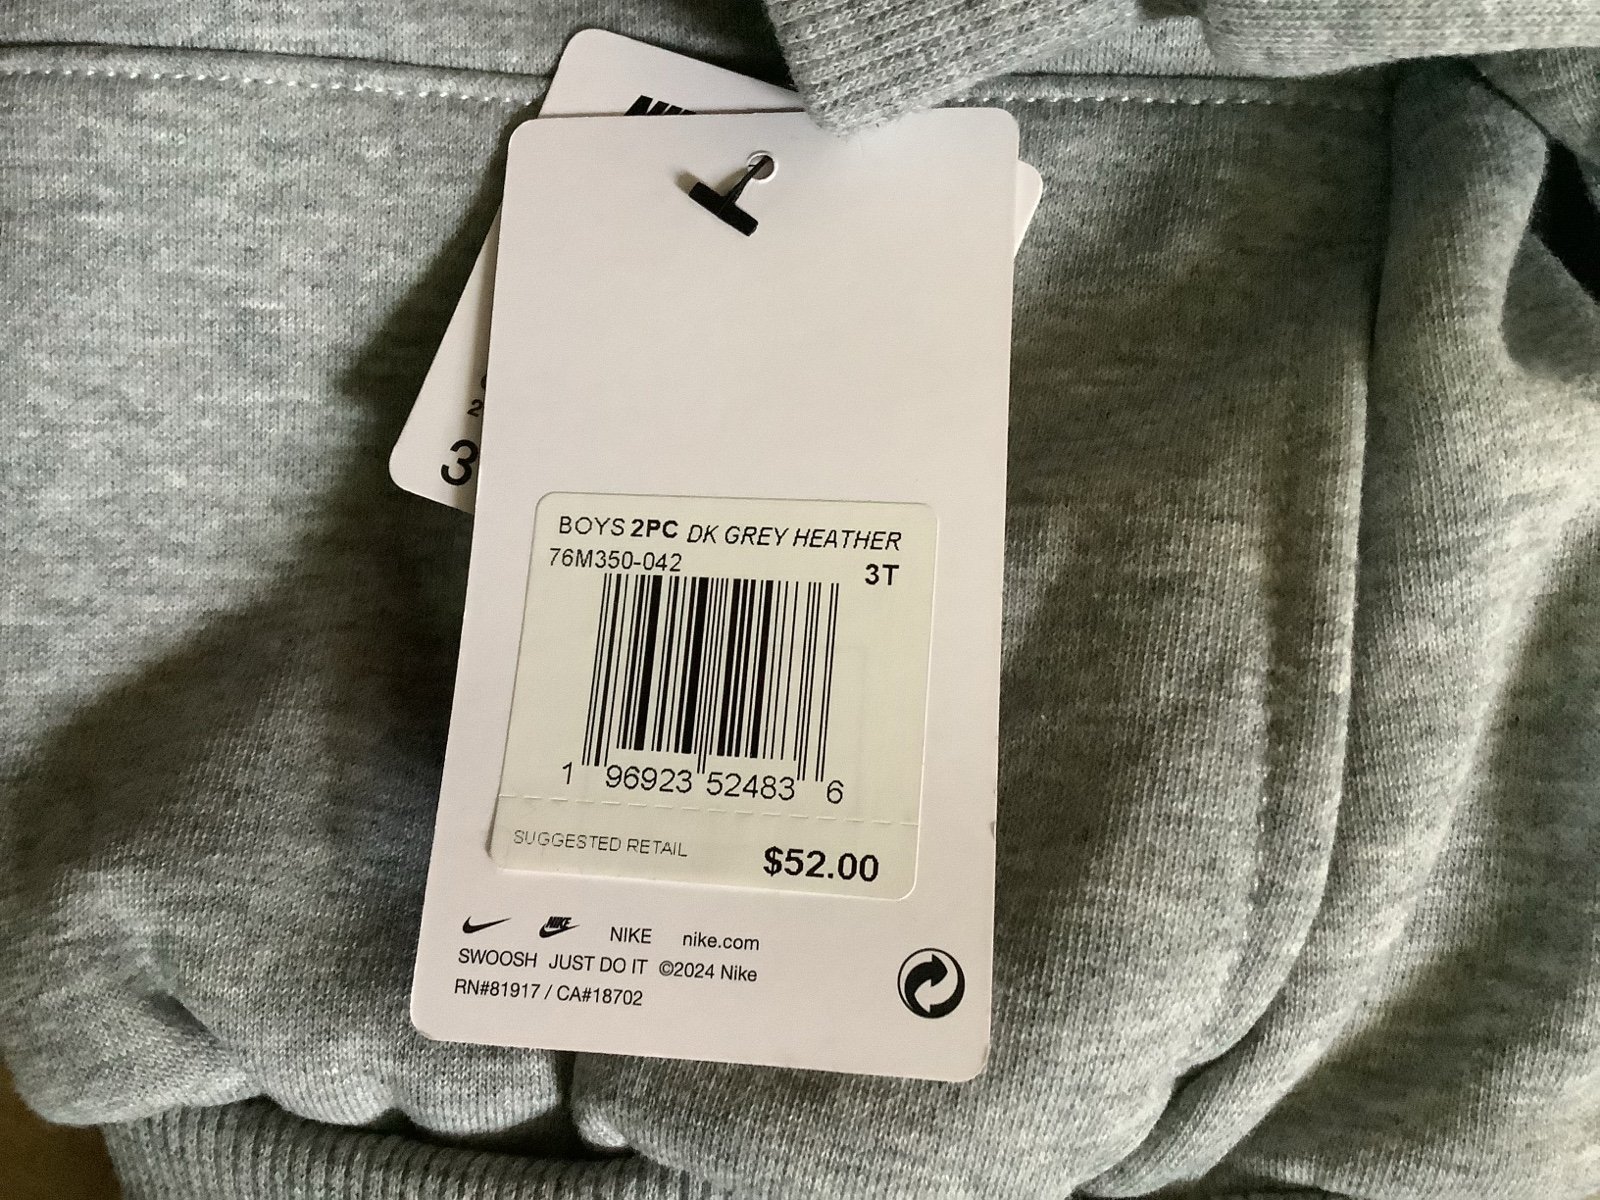 BOYS 2PC DK GREY HEATHER
76M350-042
3T
1 96923 52483 6
SUGGESTED RETAIL
$52.00
NIKE NIKE nike.com
SWOOSH JUST DO IT ©2024 Nike
RN#81917 / CA#18702
2
3